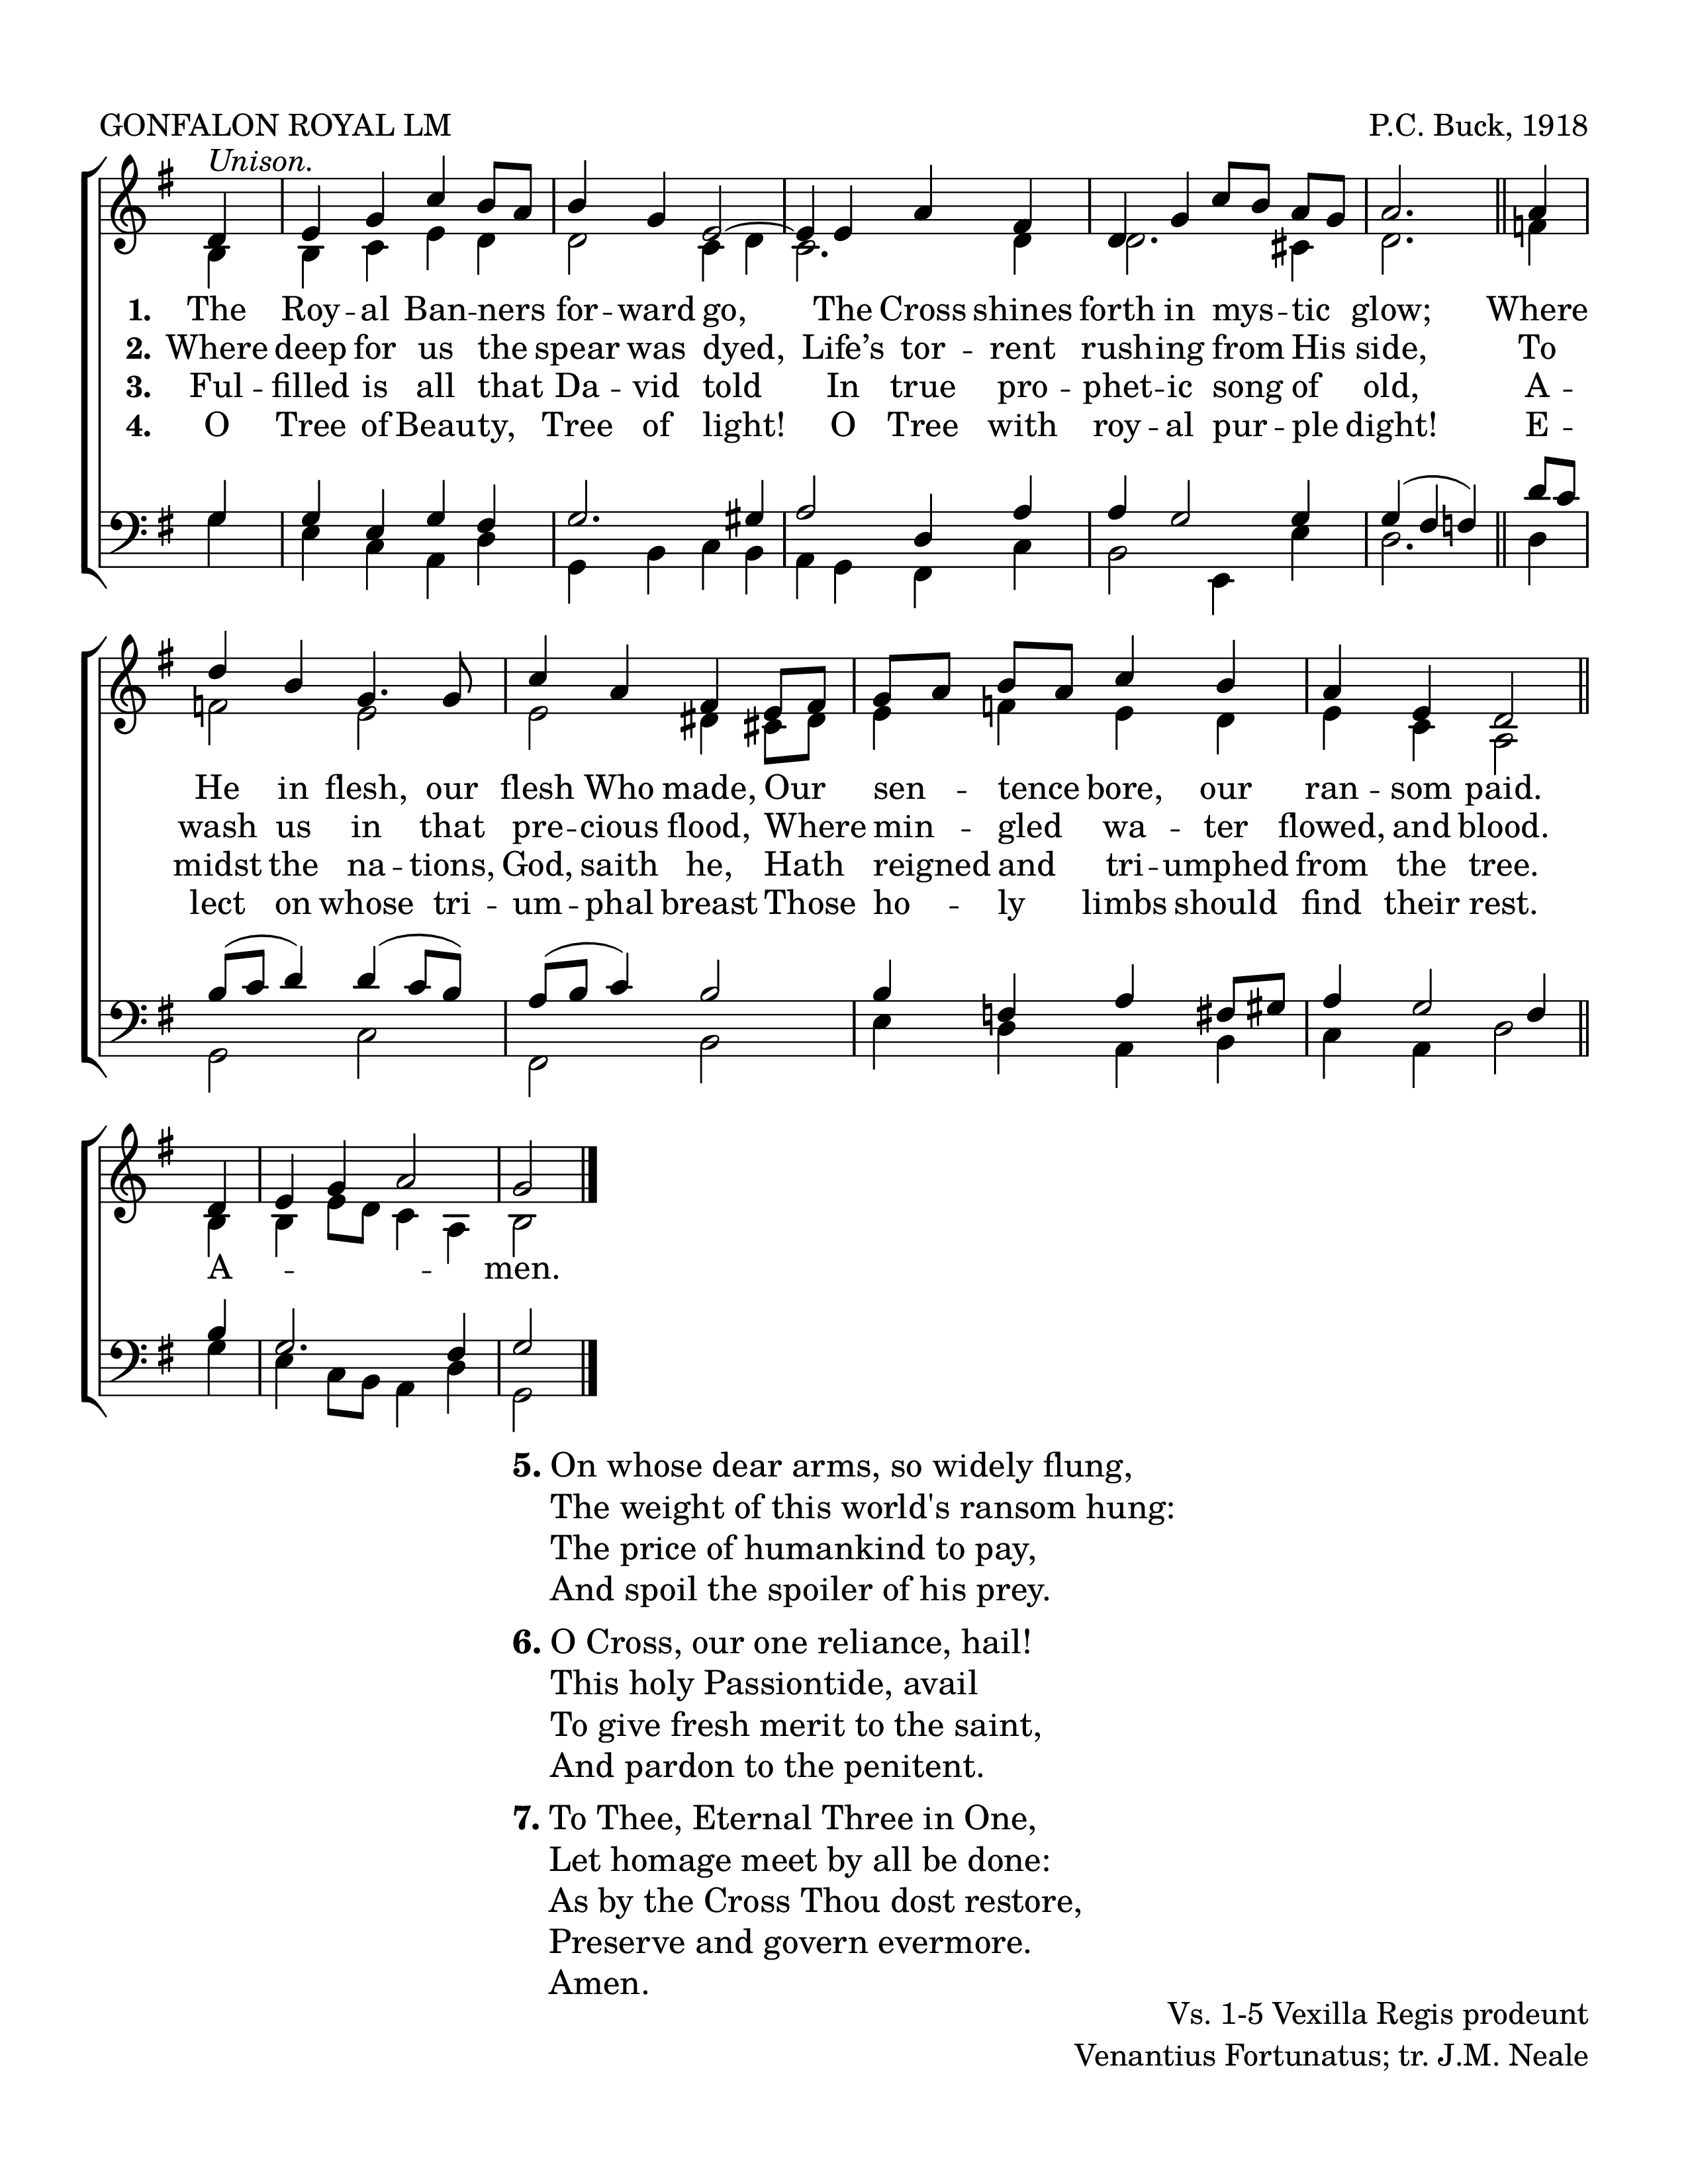 GONFALON ROYAL LM
P.C. Buck, 1918
Unison.
1. The Roy -- al Ban -- ners for -- ward go, The Cross shines forth in mys -- tic glow; Where
2. Where deep for us the spear was dyed, Life’s tor -- rent rushing from His side, To
3. Ful -- filled is all that Da -- vid told In true pro -- phet -- ic song of old, A --
4. O Tree of Beauty, Tree of light! O Tree with roy -- al pur -- ple dight! E --
He in flesh, our flesh Who made, Our sen -- tence bore, our ran -- som paid.
wash us in that pre -- cious flood, Where min -- gled wa -- ter flowed, and blood.
midst the na -- tions, God, saith he, Hath reigned and tri -- umphed from the tree.
lect on whose tri -- um -- phal breast Those ho -- ly limbs should find their rest.
A -- -- men.
5. On whose dear arms, so widely flung,
The weight of this world's ransom hung:
The price of humankind to pay,
And spoil the spoiler of his prey.
6. O Cross, our one reliance, hail!
This holy Passiontide, avail
To give fresh merit to the saint,
And pardon to the penitent.
7. To Thee, Eternal Three in One,
Let homage meet by all be done:
As by the Cross Thou dost restore,
Preserve and govern evermore.
Amen.
Vs. 1-5 Vexilla Regis prodeunt
Venantius Fortunatus; tr. J.M. Neale